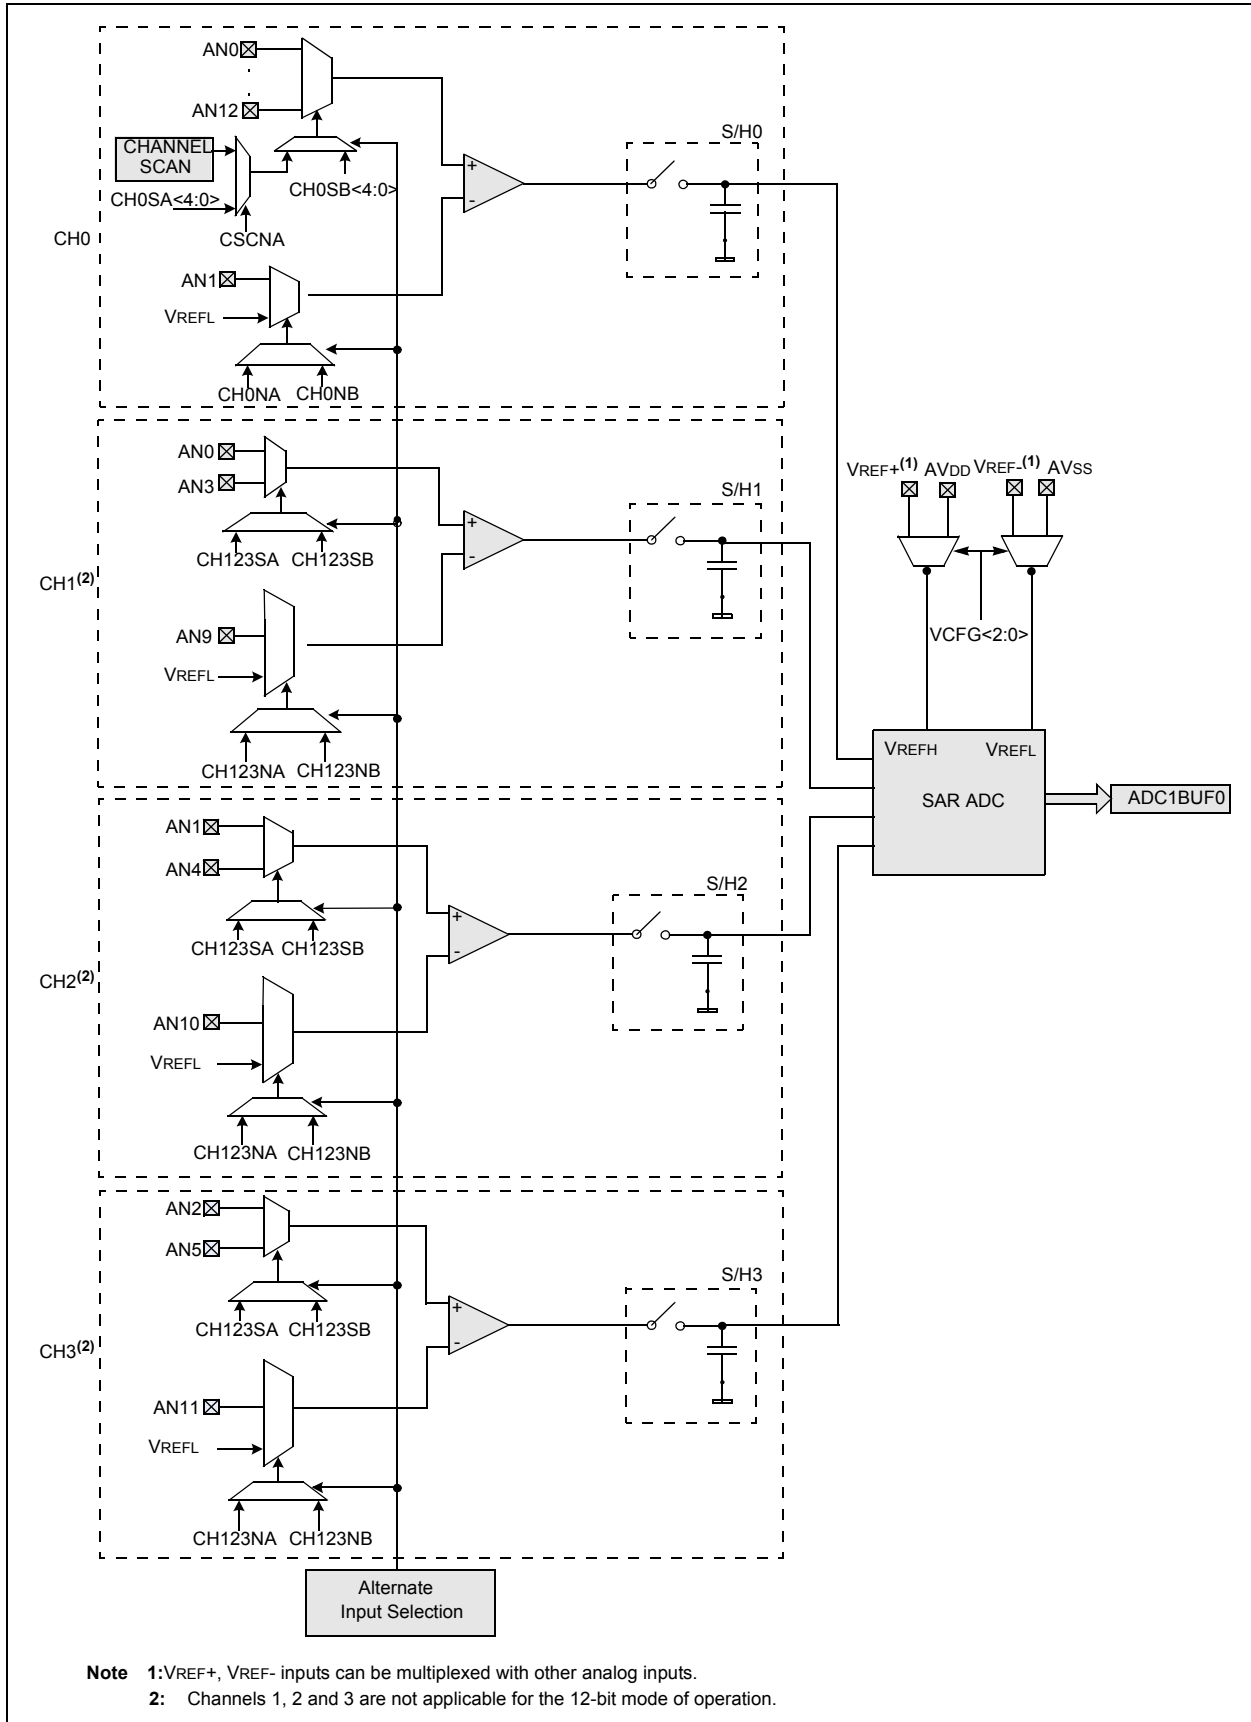 AN0
AN12
CHANNEL
SCAN
CH0SA<4:0>
CSCNA
CH0SB<4:0>
+
-
S/H0
CH0
AN1
VREFL
CH0NA
CH0NB
AN0
AN3
CH123SA
CH123SB
+
-
S/H1
CH1(2)
AN9
VREFL
CH123NA
CH123NB
VREF+(1)
AVDD
VREF-(1)
AVSS
VCFG<2:0>
VREFH
VREFL
SAR ADC
ADC1BUF0
AN1
AN4
CH123SA
CH123SB
+
-
S/H2
CH2(2)
AN10
VREFL
CH123NA
CH123NB
AN2
AN5
CH123SA
CH123SB
+
-
S/H3
CH3(2)
AN11
VREFL
CH123NA
CH123NB
Alternate
Input Selection
Note 1:VREF+, VREF- inputs can be multiplexed with other analog inputs.
2: Channels 1, 2 and 3 are not applicable for the 12-bit mode of operation.